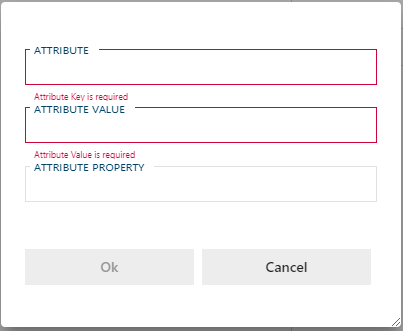 ATTRIBUTE
Attribute Key is required
ATTRIBUTE VALUE
Attribute Value is required
ATTRIBUTE PROPERTY
Ok
Cancel